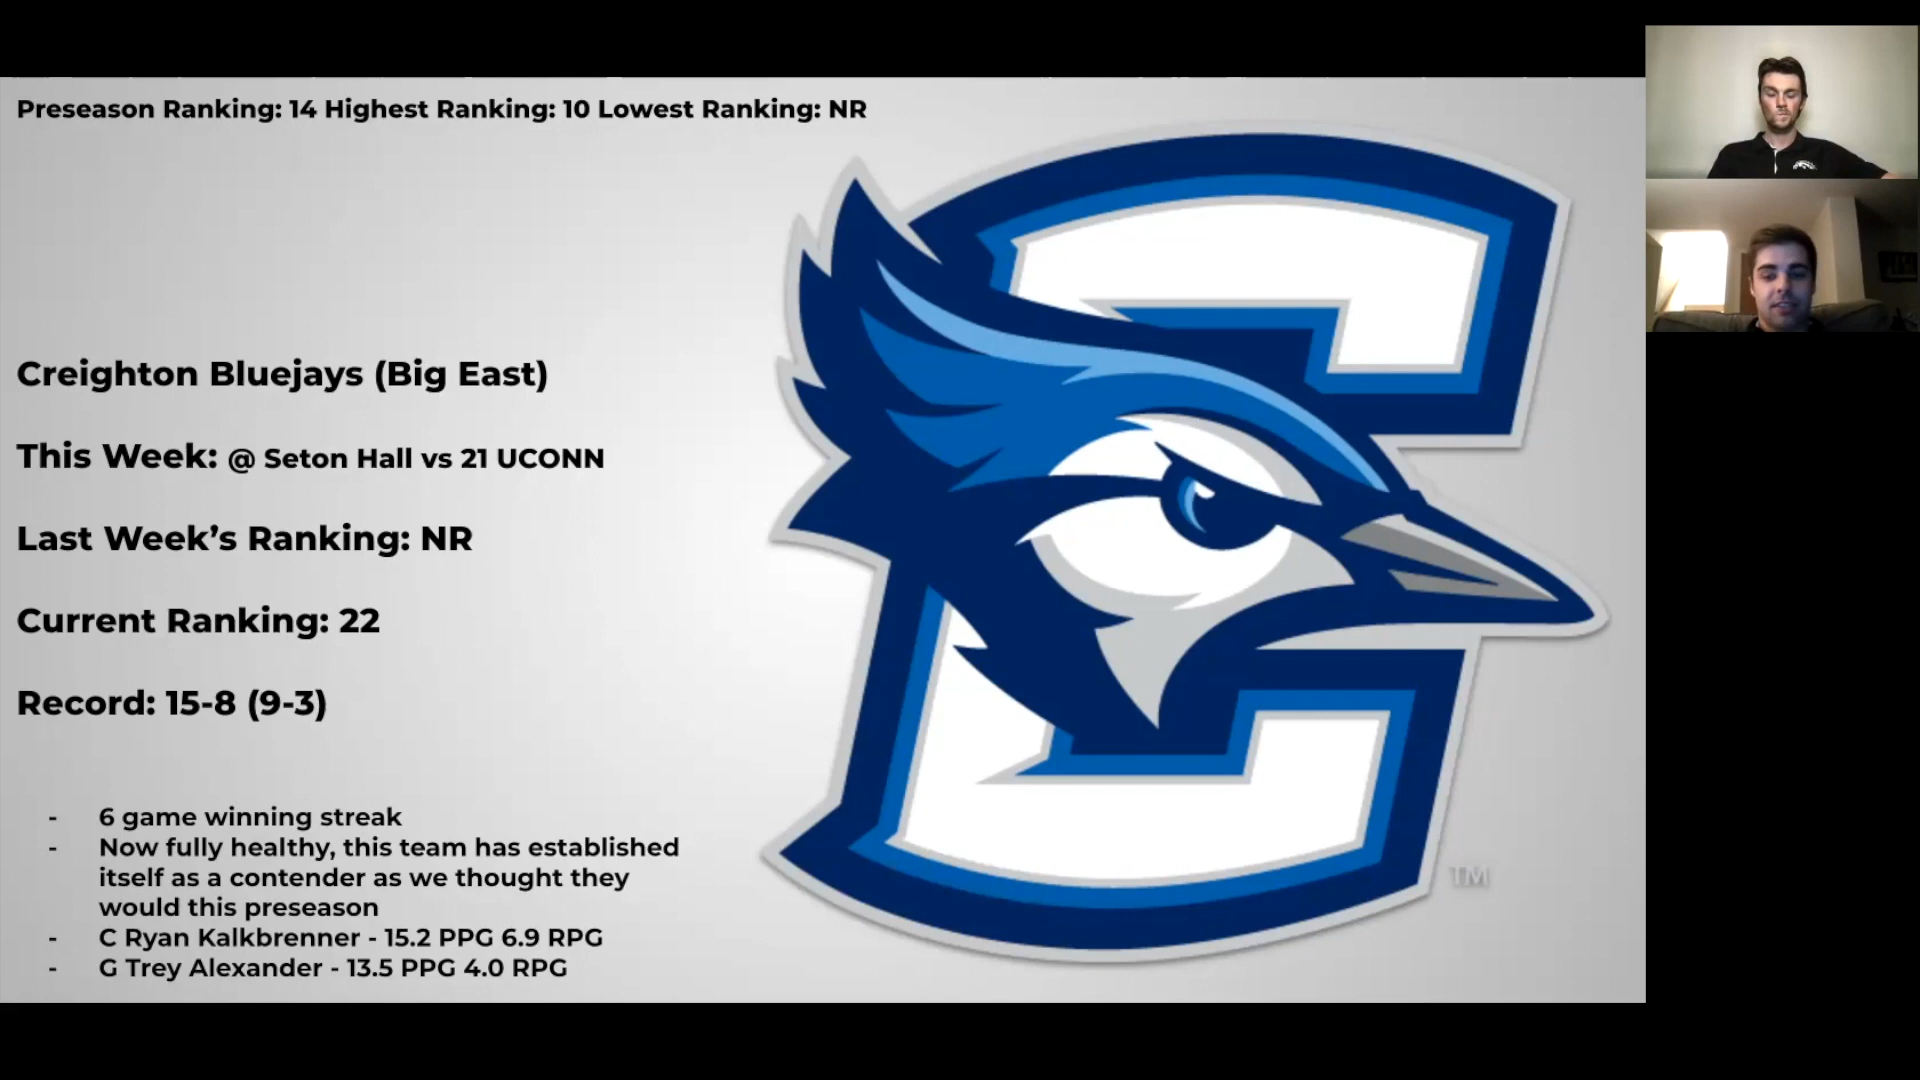 Preseason Ranking: 14 Highest Ranking: 10 Lowest Ranking: NR
Creighton Bluejays (Big East)
This Week: @ Seton Hall vs 21 UCONN
Last Week’s Ranking: NR
Current Ranking: 22
Record: 15-8 (9-3)
- 6 game winning streak
- Now fully healthy, this team has established
itself as a contender as we thought they
would this preseason
- C Ryan Kalkbrenner - 15.2 PPG 6.9 RPG
- G Trey Alexander - 13.5 PPG 4.0 RPG
TM